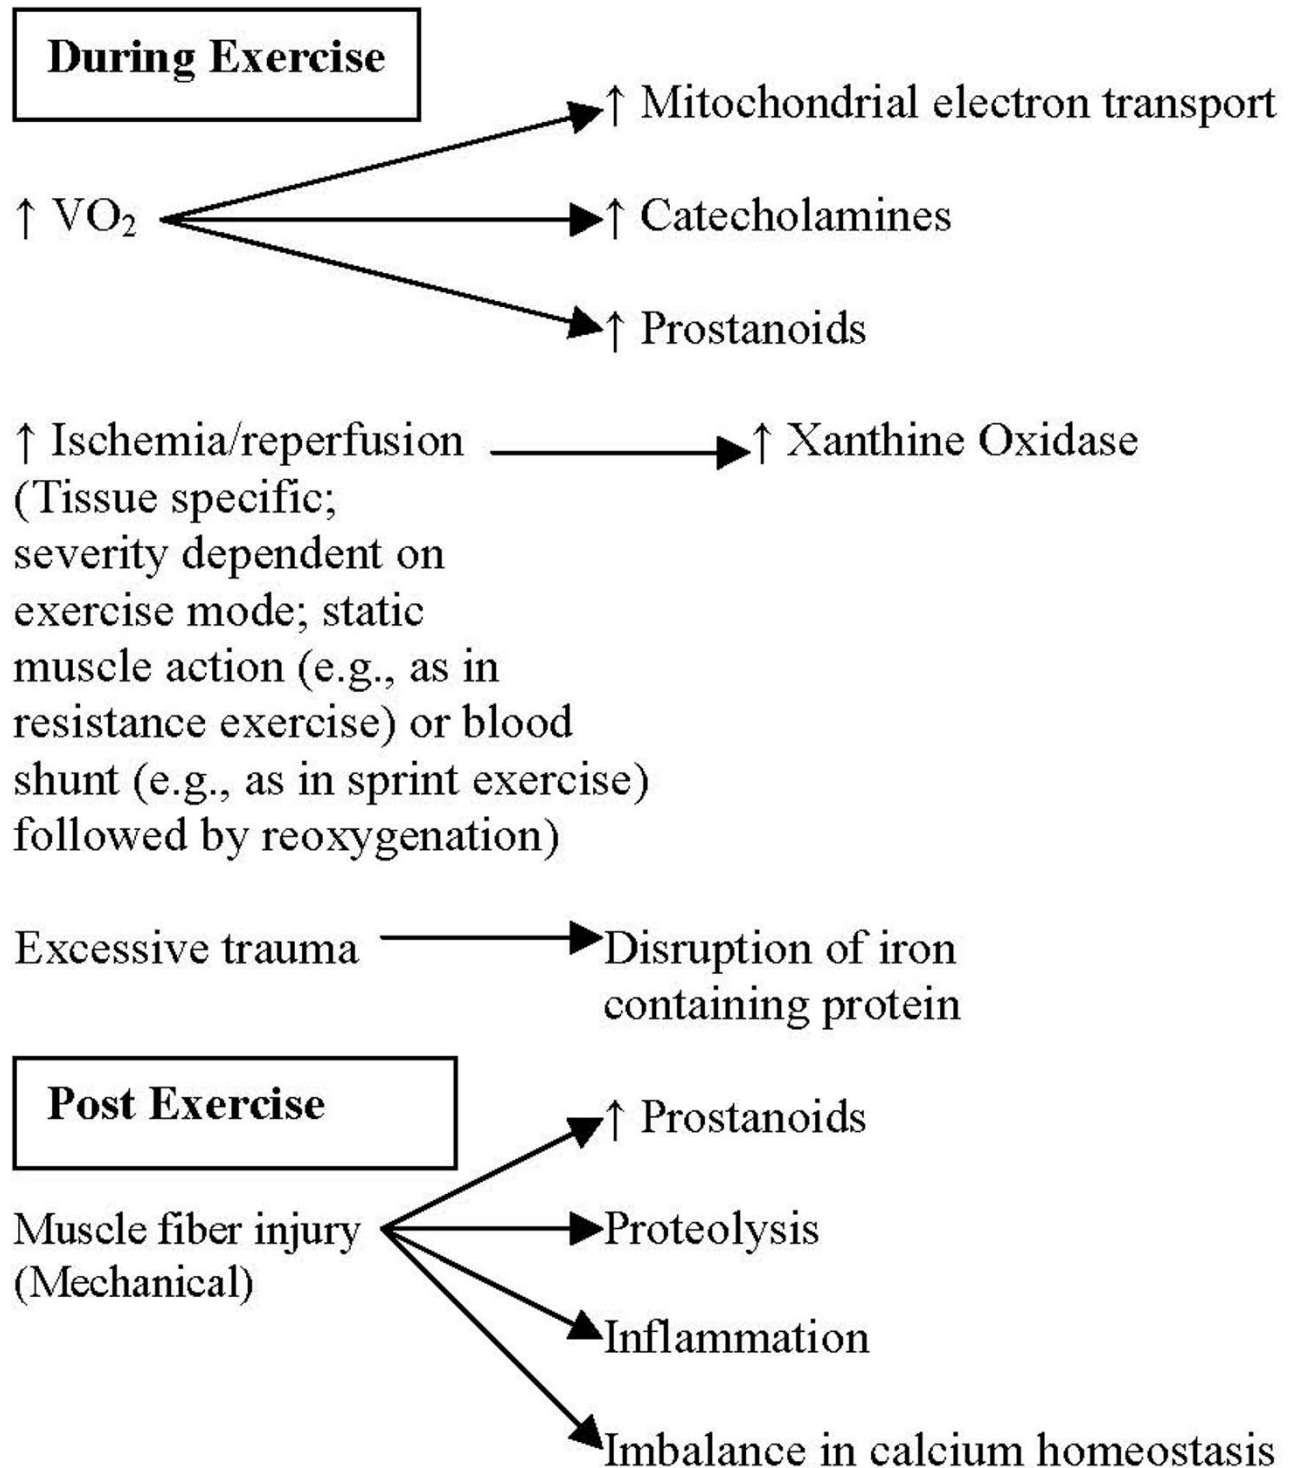 During Exercise
↑ Mitochondrial electron transport
↑ VO₂
↑ Catecholamines
↑ Prostanoids
↑ Ischemia/reperfusion
↑ Xanthine Oxidase
(Tissue specific;
severity dependent on
exercise mode; static
muscle action (e.g., as in
resistance exercise) or blood
shunt (e.g., as in sprint exercise)
followed by reoxygenation)
Excessive trauma
Disruption of iron
containing protein
Post Exercise
↑ Prostanoids
Muscle fiber injury
(Mechanical)
Proteolysis
Inflammation
Imbalance in calcium homeostasis